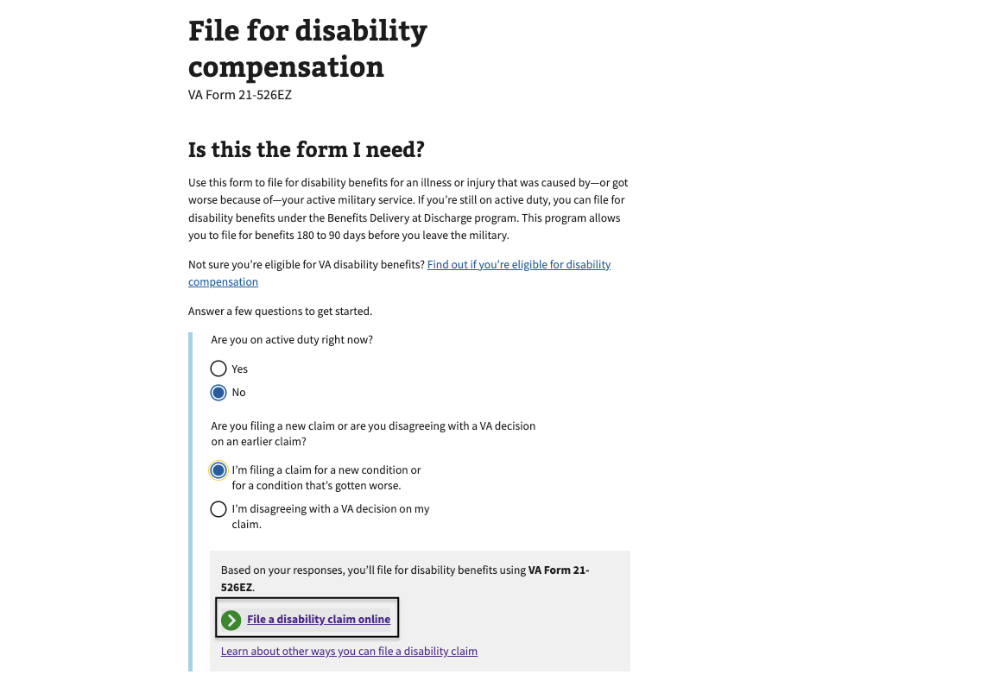 File for disability
compensation
VA Form 21-526EZ
Is this the form I need?
Use this form to file for disability benefits for an illness or injury that was caused by—or got
worse because of—your active military service. If you’re still on active duty, you can file for
disability benefits under the Benefits Delivery at Discharge program. This program allows
you to file for benefits 180 to 90 days before you leave the military.
Not sure you’re eligible for VA disability benefits? Find out if you’re eligible for disability
compensation
Answer a few questions to get started.
Are you on active duty right now?
Yes
No
Are you filing a new claim or are you disagreeing with a VA decision
on an earlier claim?
I’m filing a claim for a new condition or
for a condition that’s gotten worse.
I’m disagreeing with a VA decision on my
claim.
Based on your responses, you’ll file for disability benefits using VA Form 21-
526EZ.
File a disability claim online
Learn about other ways you can file a disability claim